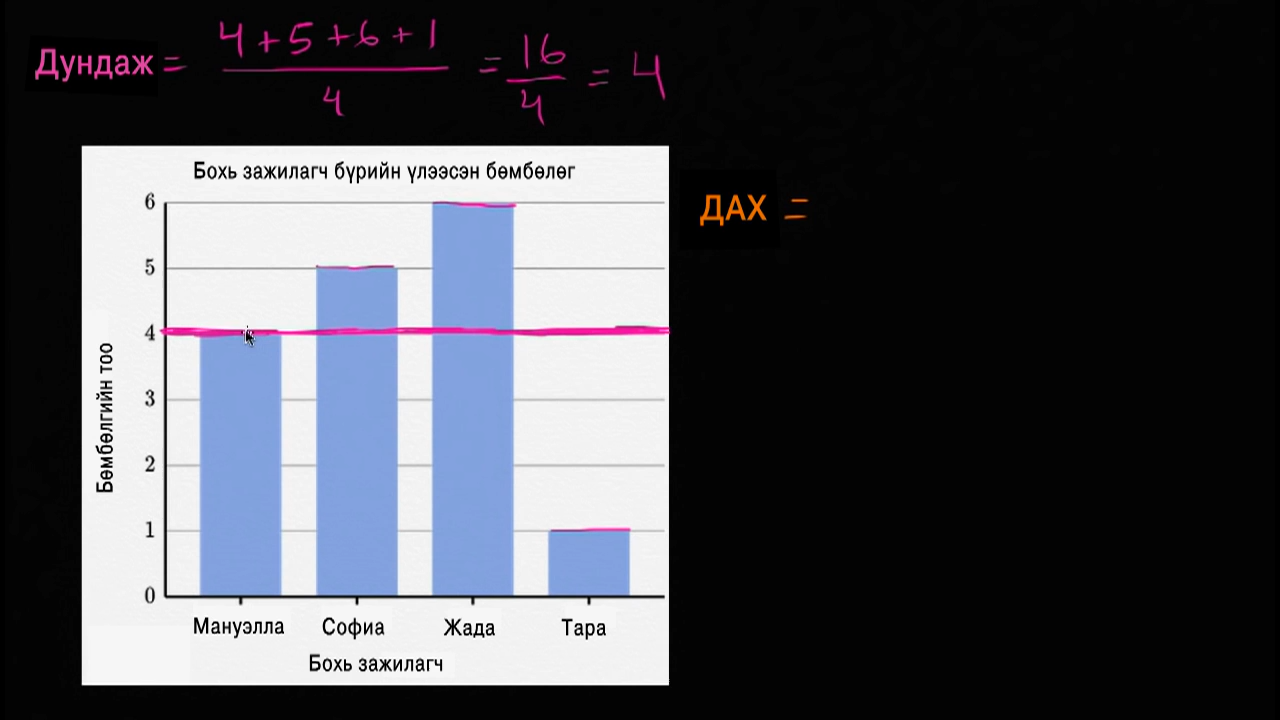 Дундаж = 4+5+6+1 / 4 = 16 / 4 = 4
Бохь зажилагч бүрийн үлээсэн бөмбөлөг
ДАХ =
6
5
4
3
2
1
0
Бөмбөлгийн тоо
Мануэлла Софиа Жада Тара
Бохь зажилагч